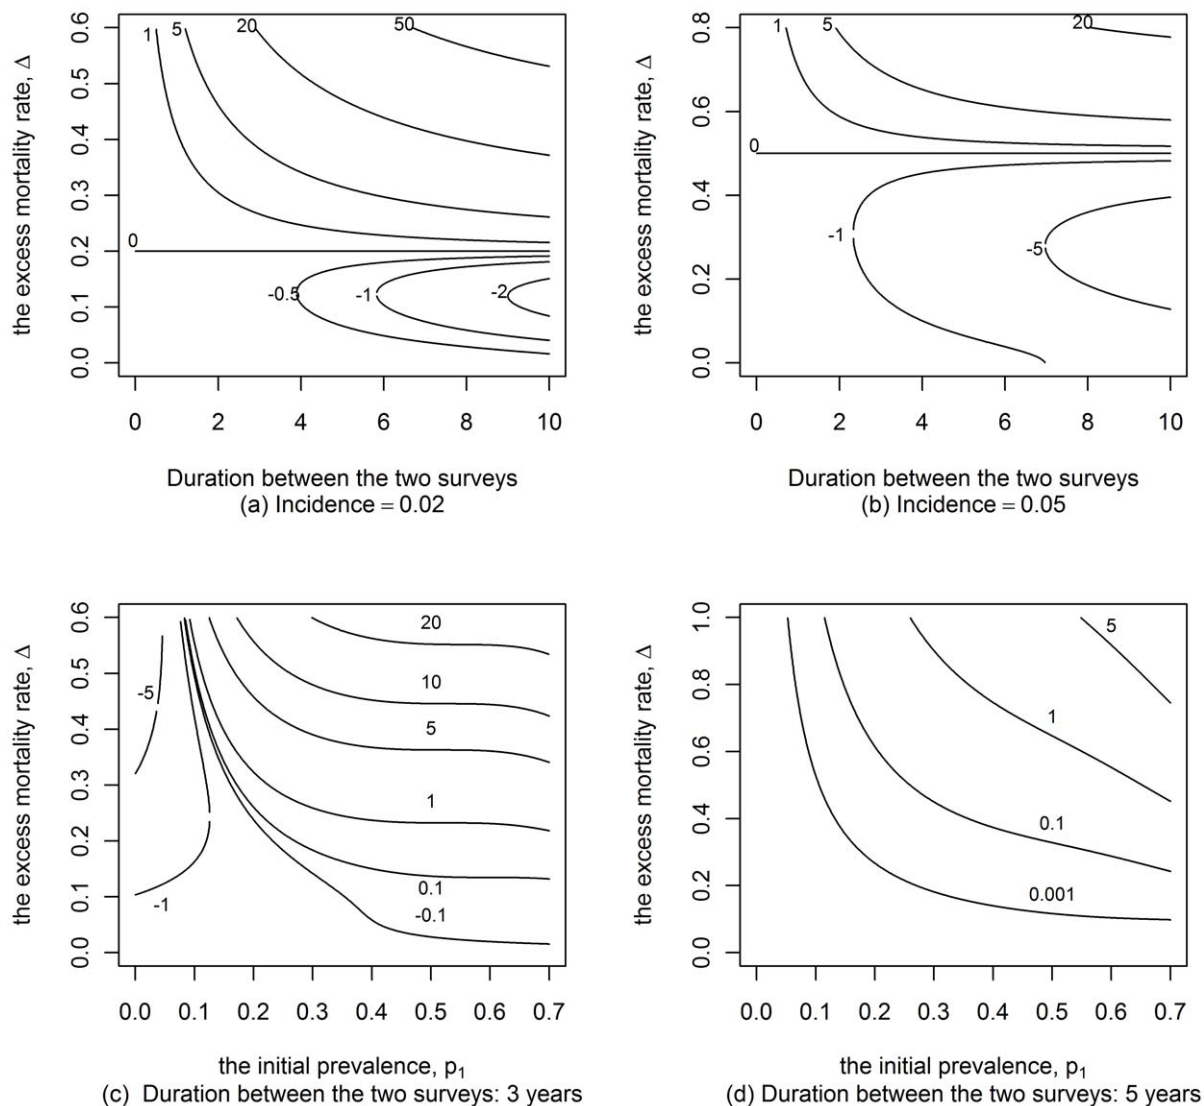 the excess mortality rate, Δ
0.0 0.1 0.2 0.3 0.4 0.5 0.6
1 5 20 50
0
-0.5 -1 -2
0 2 4 6 8 10
Duration between the two surveys
(a) Incidence = 0.02
the excess mortality rate, Δ
0.0 0.2 0.4 0.6 0.8
1 5 20
0
-1 -5
0 2 4 6 8 10
Duration between the two surveys
(b) Incidence = 0.05
the excess mortality rate, Δ
0.0 0.1 0.2 0.3 0.4 0.5 0.6
20
-5
10
5
1
0.1
-1
-0.1
0.0 0.1 0.2 0.3 0.4 0.5 0.6 0.7
the initial prevalence, p₁
(c) Duration between the two surveys: 3 years
the excess mortality rate, Δ
0.0 0.2 0.4 0.6 0.8 1.0
5
1
0.1
0.001
0.0 0.1 0.2 0.3 0.4 0.5 0.6 0.7
the initial prevalence, p₁
(d) Duration between the two surveys: 5 years